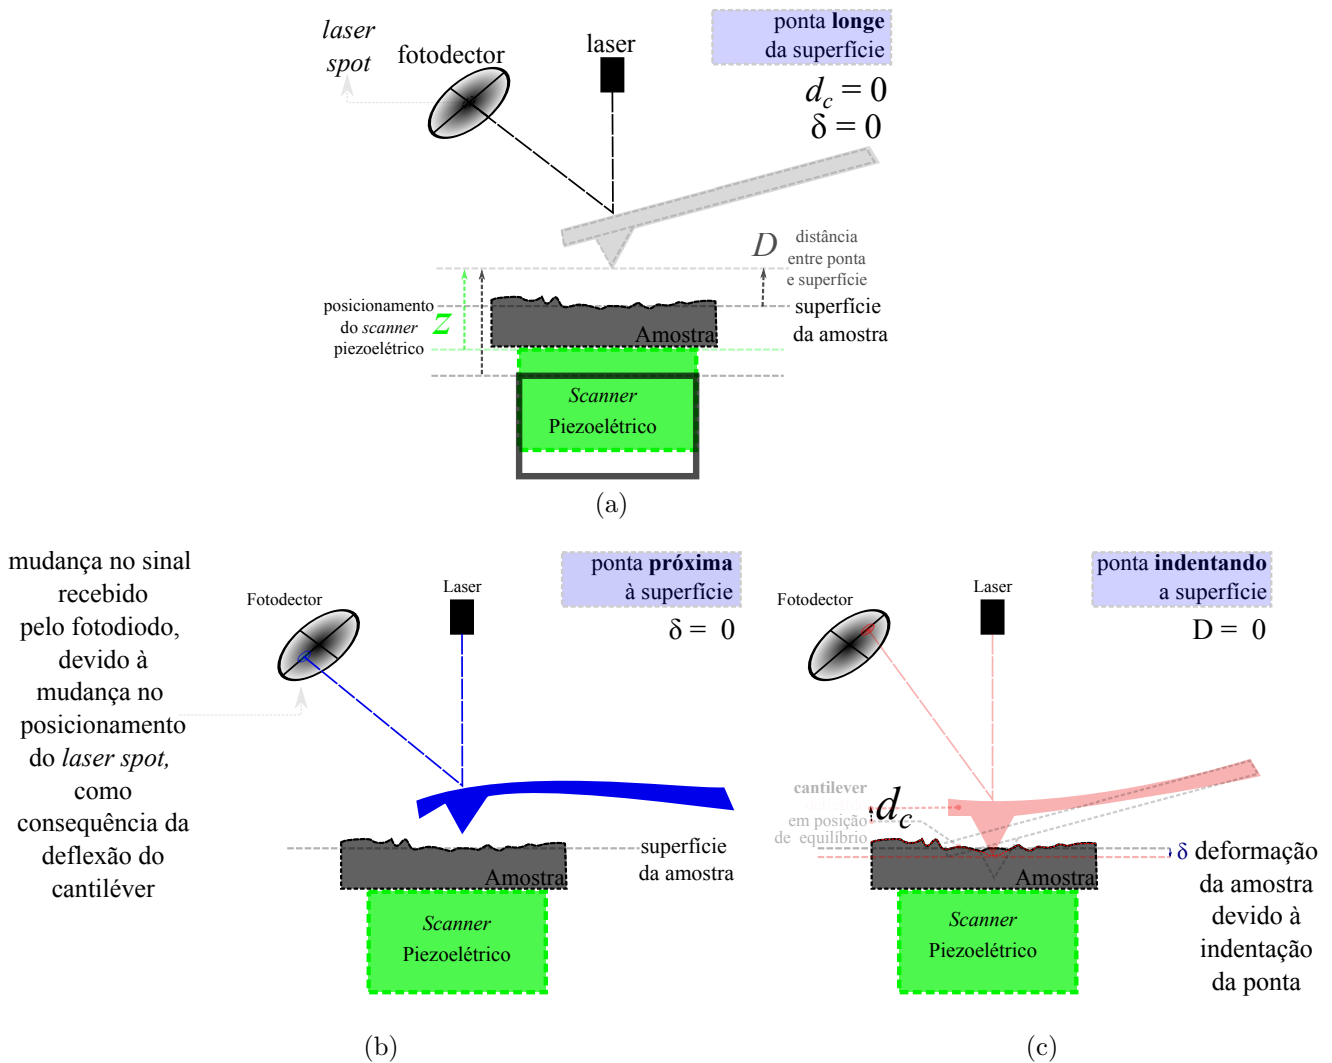 laser
spot
fotodector
laser
ponta longe
da superfície
d_c = 0
δ = 0
D
distância
entre ponta
e superfície
posicionamento
do scanner
piezoelétrico
z
superfície
da amostra
Amostra
Scanner
Piezoelétrico
(a)
mudança no sinal
recebido
pelo fotodiodo,
devido à
mudança no
posicionamento
do laser spot,
como
consequência da
deflexão do
cantiléver
Fotodector
Laser
ponta próxima
à superfície
δ = 0
superfície
da amostra
Amostra
Scanner
Piezoelétrico
(b)
Fotodector
Laser
ponta indentando
a superfície
D = 0
cantilever
em posição
de equilíbrio
d_c
δ deformação
da amostra
devido à
indentação
da ponta
Amostra
Scanner
Piezoelétrico
(c)